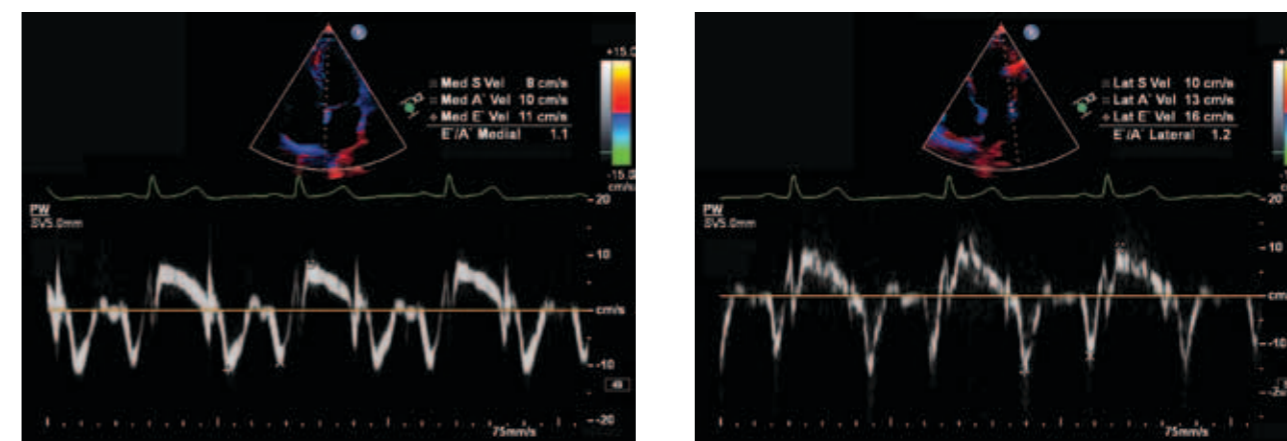 +15.0
Med S Vel 8 cm/s
Med A' Vel 10 cm/s
Med E' Vel 11 cm/s
E'/A' Medial 1.1
-15.0
cm/s
20
PW
SV5.0mm
10
cm/s
-10
49
-20
75mm/s
Lat S Vel 10 cm/s
Lat A' Vel 13 cm/s
Lat E' Vel 16 cm/s
E'/A' Lateral 1.2
20
PW
SV5.0mm
10
cm/s
-10
75mm/s